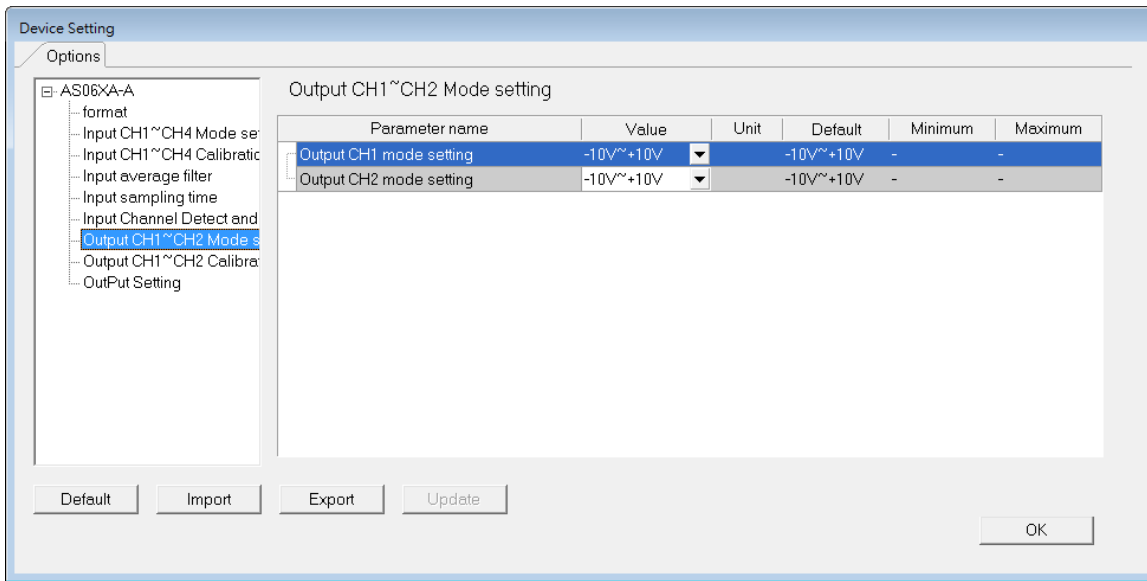 Device Setting
Options
AS06XA-A
format
Input CH1~CH4 Mode se
Input CH1~CH4 Calibratic
Input average filter
Input sampling time
Input Channel Detect and
Output CH1~CH2 Mode s
Output CH1~CH2 Calibra
OutPut Setting
Output CH1~CH2 Mode setting
Parameter name Value Unit Default Minimum Maximum
Output CH1 mode setting -10V~+10V -10V~+10V - -
Output CH2 mode setting -10V~+10V -10V~+10V - -
Default Import Export Update
OK